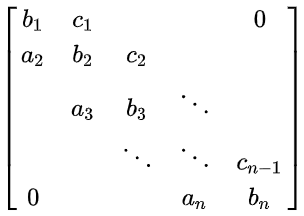 b₁ c₁ 0
a₂ b₂ c₂
a₃ b₃ ⋱
⋱ ⋱ cₙ₋₁
0 aₙ bₙ